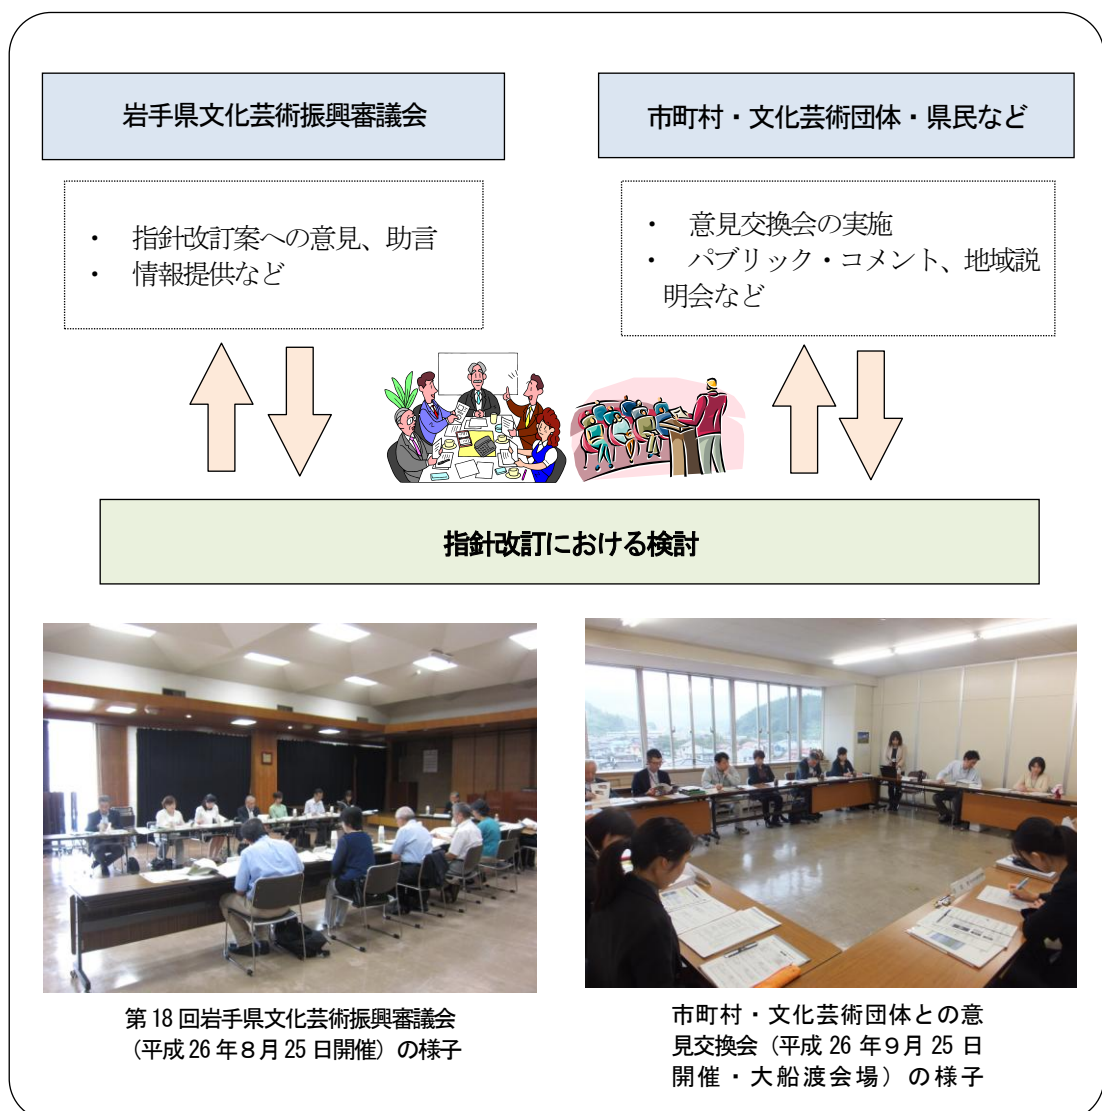 岩手県文化芸術振興審議会
市町村・文化芸術団体・県民など
・ 指針改訂案への意見、助言
・ 情報提供など
・ 意見交換会の実施
・ パブリック・コメント、地域説
明会など
指針改訂における検討
第18回岩手県文化芸術振興審議会
（平成26年８月25日開催）の様子
市町村・文化芸術団体との意
見交換会（平成26年９月25日
開催・大船渡会場）の様子